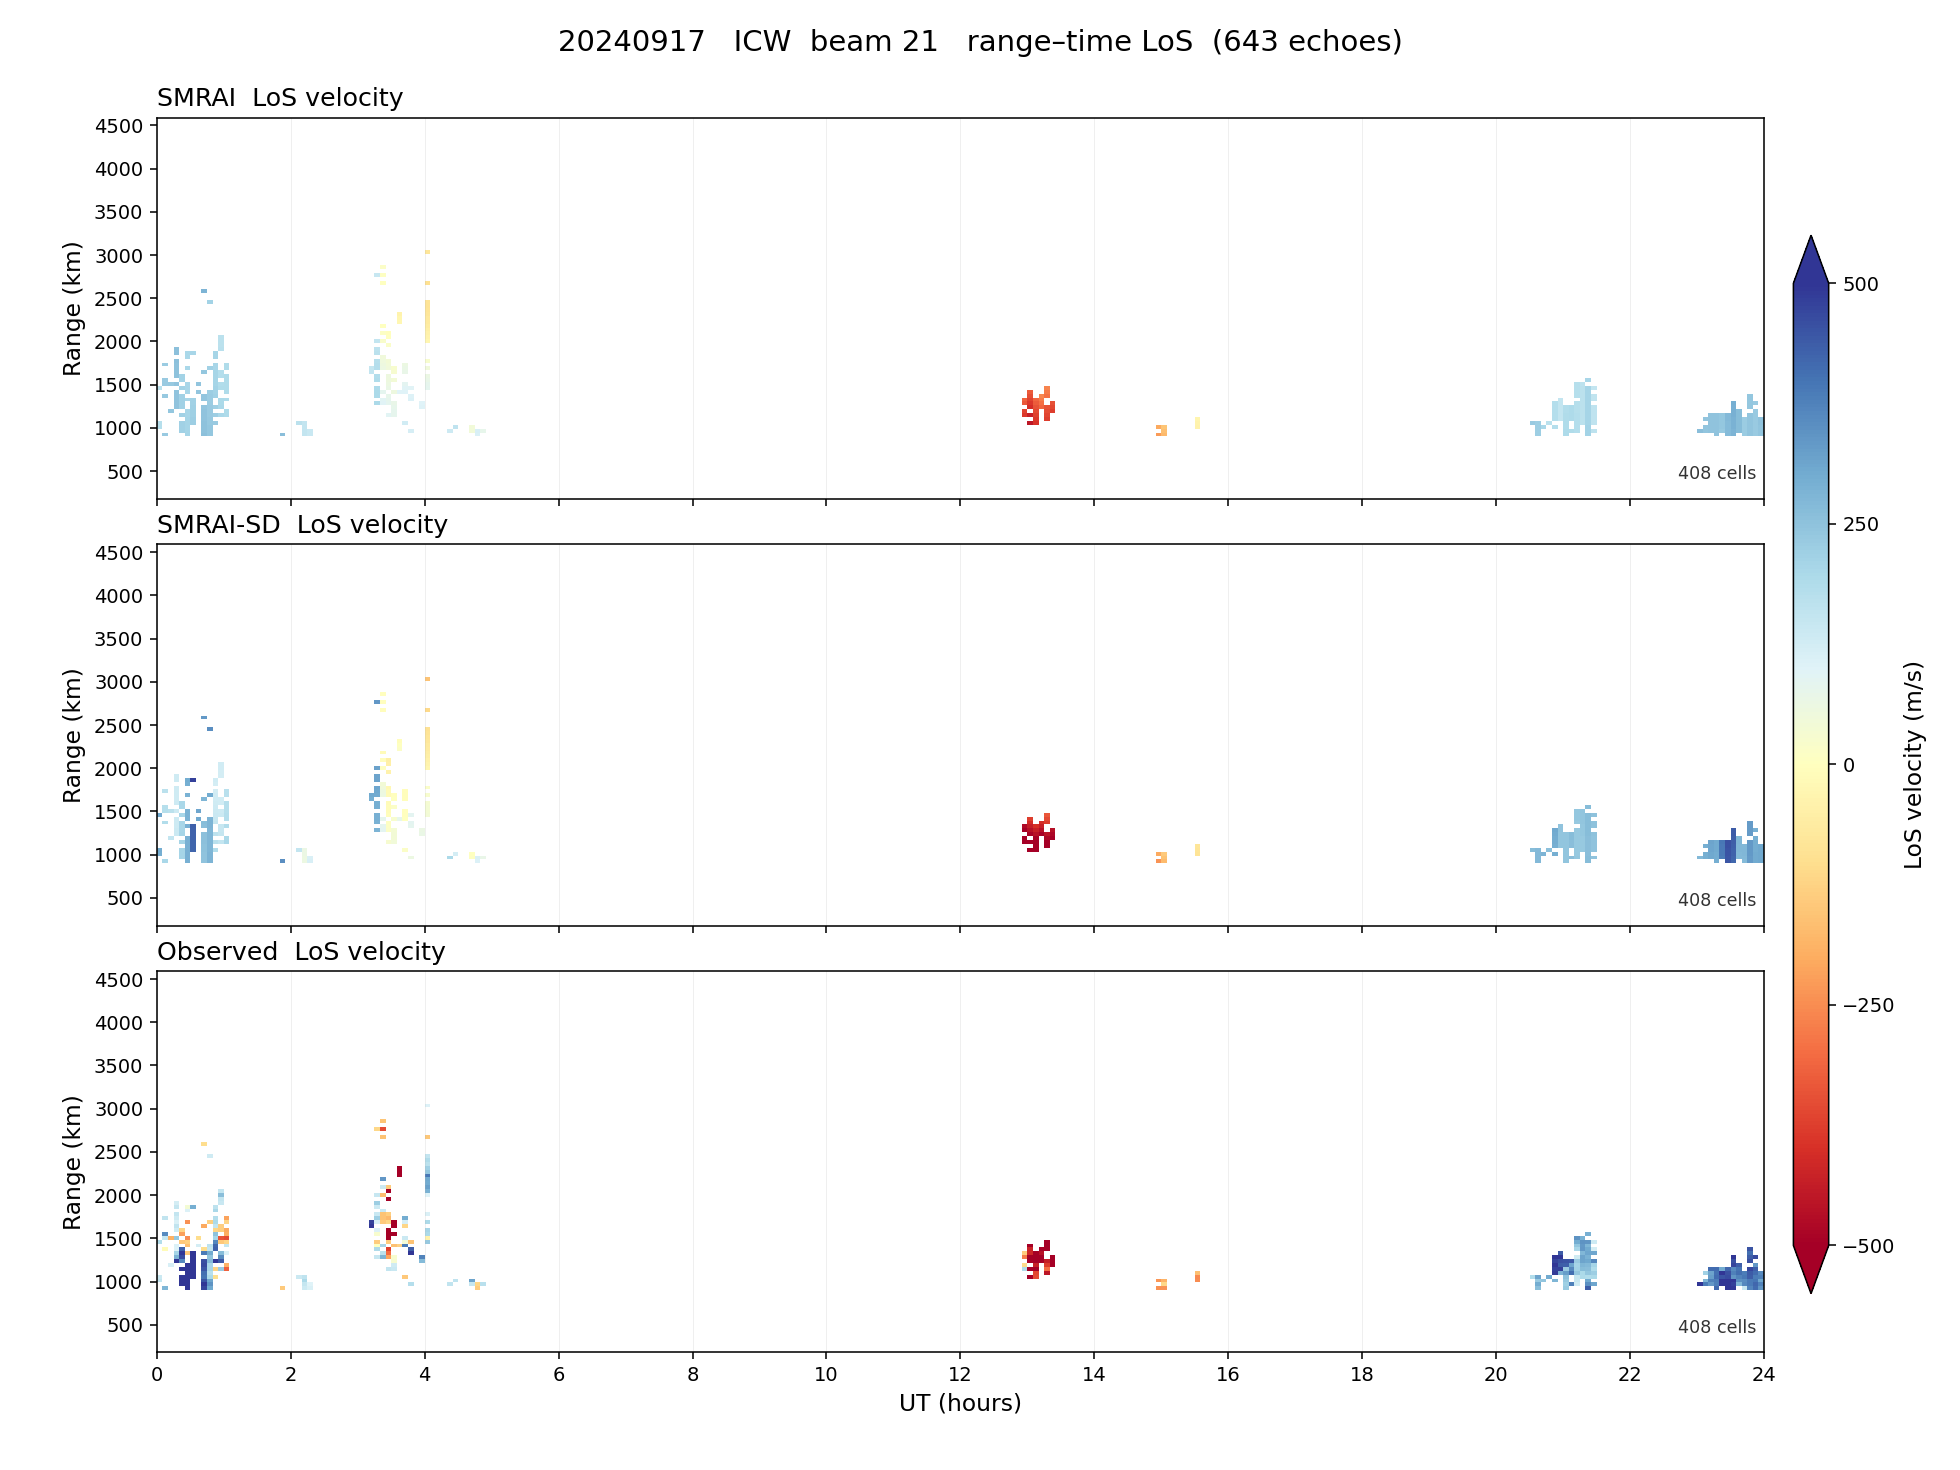 20240917   ICW  beam 21   range–time LoS  (643 echoes)
SMRAI  LoS velocity
4500
4000
3500
3000
2500
2000
1500
1000
500
Range (km)
408 cells
SMRAI-SD  LoS velocity
4500
4000
3500
3000
2500
2000
1500
1000
500
Range (km)
408 cells
Observed  LoS velocity
4500
4000
3500
3000
2500
2000
1500
1000
500
Range (km)
408 cells
0 2 4 6 8 10 12 14 16 18 20 22 24
UT (hours)
500
250
0
−250
−500
LoS velocity (m/s)